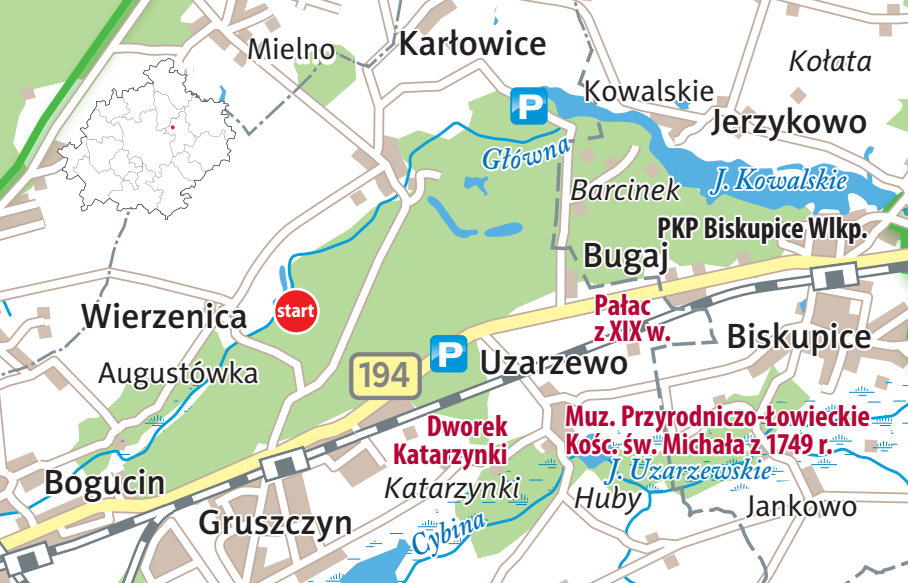 Mielno
Karłowice
Kołata
P
Kowalskie
Jerzykowo
Główna
Barcinek
J. Kowalskie
PKP Biskupice Wlkp.
Bugaj
Wierzenica
start
Pałac
z XIX w.
Biskupice
P
Uzarzewo
Augustówka
194
Dworek
Katarzynki
Muz. Przyrodniczo-Łowieckie
Kośc. św. Michała z 1749 r.
J. Uzarzewskie
Bogucin
Katarzynki
Huby
Jankowo
Gruszczyn
Cybina